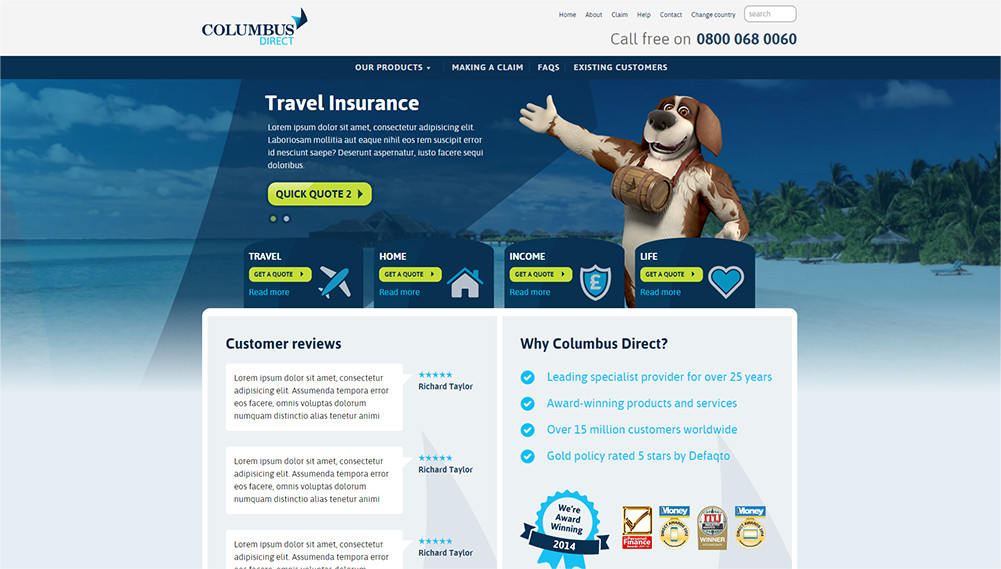 COLUMBUS
DIRECT
Home About Claim Help Contact Change country search
Call free on 0800 068 0060
OUR PRODUCTS MAKING A CLAIM FAQS EXISTING CUSTOMERS
Travel Insurance
Lorem ipsum dolor sit amet, consectetur adipisicing elit.
Laboriosam mollitia aut eaque nihil eos rem suscipit error
id nesciunt saepe? Deserunt aspernatur, iusto facere sequi
doloribus.
QUICK QUOTE 2
TRAVEL
GET A QUOTE
Read more
HOME
GET A QUOTE
Read more
INCOME
GET A QUOTE
Read more
£
LIFE
GET A QUOTE
Read more
Customer reviews
Lorem ipsum dolor sit amet, consectetur
adipisicing elit. Assumenda tempora error
eos facere, omnis voluptas dolorum
numquam distinctio alias tenetur animi
Richard Taylor
Lorem ipsum dolor sit amet, consectetur
adipisicing elit. Assumenda tempora error
eos facere, omnis voluptas dolorum
numquam distinctio alias tenetur animi
Richard Taylor
Lorem ipsum dolor sit amet, consectetur
adipisicing elit. Assumenda tempora error
Richard Taylor
Why Columbus Direct?
Leading specialist provider for over 25 years
Award-winning products and services
Over 15 million customers worldwide
Gold policy rated 5 stars by Defaqto
We're
Award
Winning
2014
Personal
Finance
Money
ITIJ
WINNER
Money